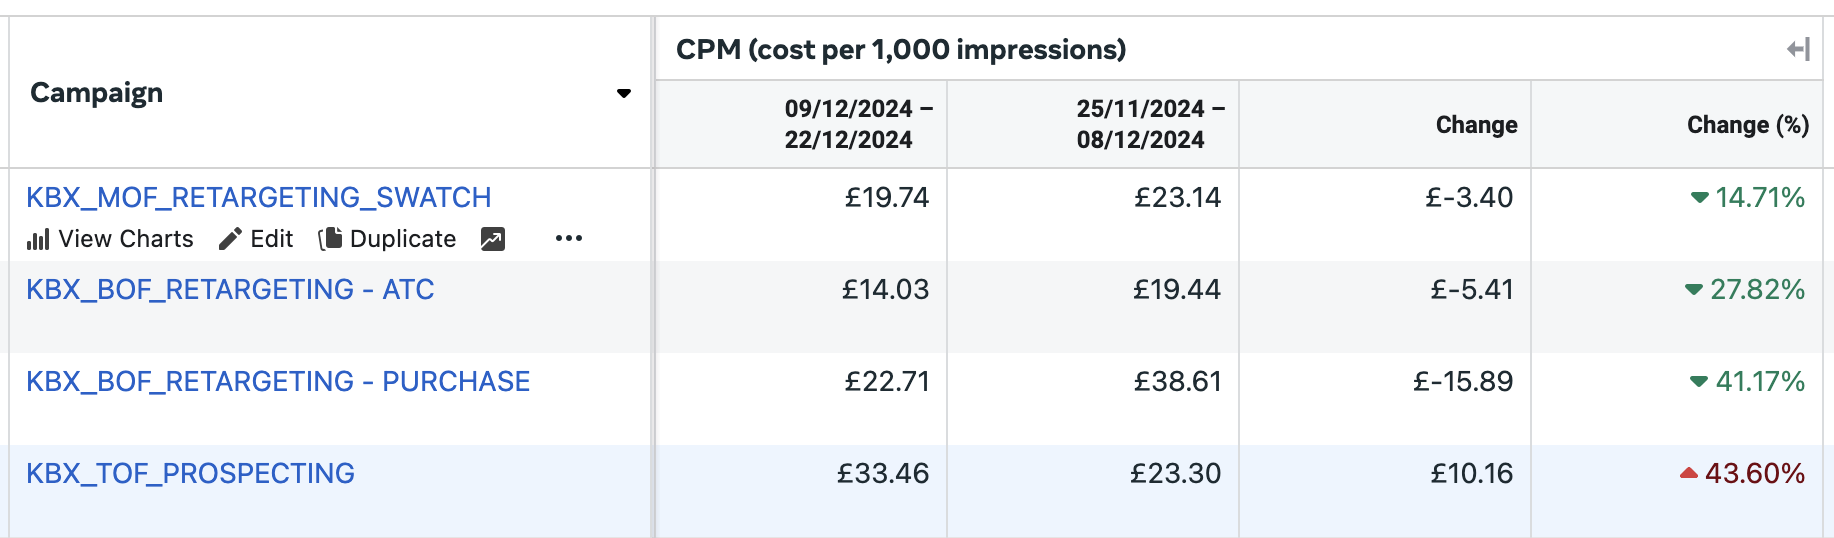 Campaign
CPM (cost per 1,000 impressions)
09/12/2024 –
22/12/2024
25/11/2024 –
08/12/2024
Change
Change (%)
KBX_MOF_RETARGETING_SWATCH £19.74 £23.14 £-3.40 14.71%
View Charts Edit Duplicate
KBX_BOF_RETARGETING - ATC £14.03 £19.44 £-5.41 27.82%
KBX_BOF_RETARGETING - PURCHASE £22.71 £38.61 £-15.89 41.17%
KBX_TOF_PROSPECTING £33.46 £23.30 £10.16 43.60%